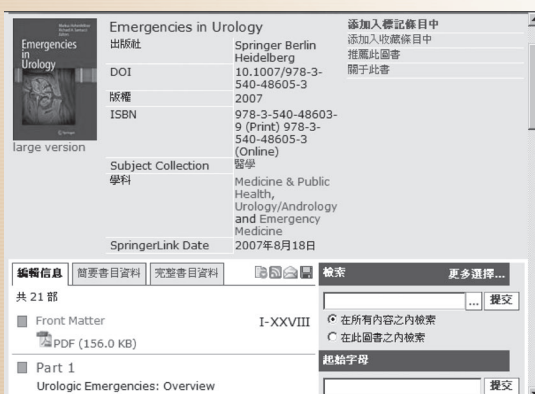 Emergencies in Urology
Emergencies
in
Urology
Springer
large version
出版社 Springer Berlin
Heidelberg
DOI 10.1007/978-3-
540-48605-3
版權 2007
ISBN 978-3-540-48603-
9 (Print) 978-3-
540-48605-3
(Online)
Subject Collection 醫學
學科 Medicine & Public
Health,
Urology/Andrology
and Emergency
Medicine
SpringerLink Date 2007年8月18日
添加入標記條目中
添加入收藏條目中
推薦此圖書
關于此書
編輯信息 簡要書目資料 完整書目資料
共 21 部
Front Matter I-XXVIII
PDF (156.0 KB)
Part 1
Urologic Emergencies: Overview
檢索 更多選擇...
... 提交
在所有內容之內檢索
在此圖書之內檢索
起始字母
提交